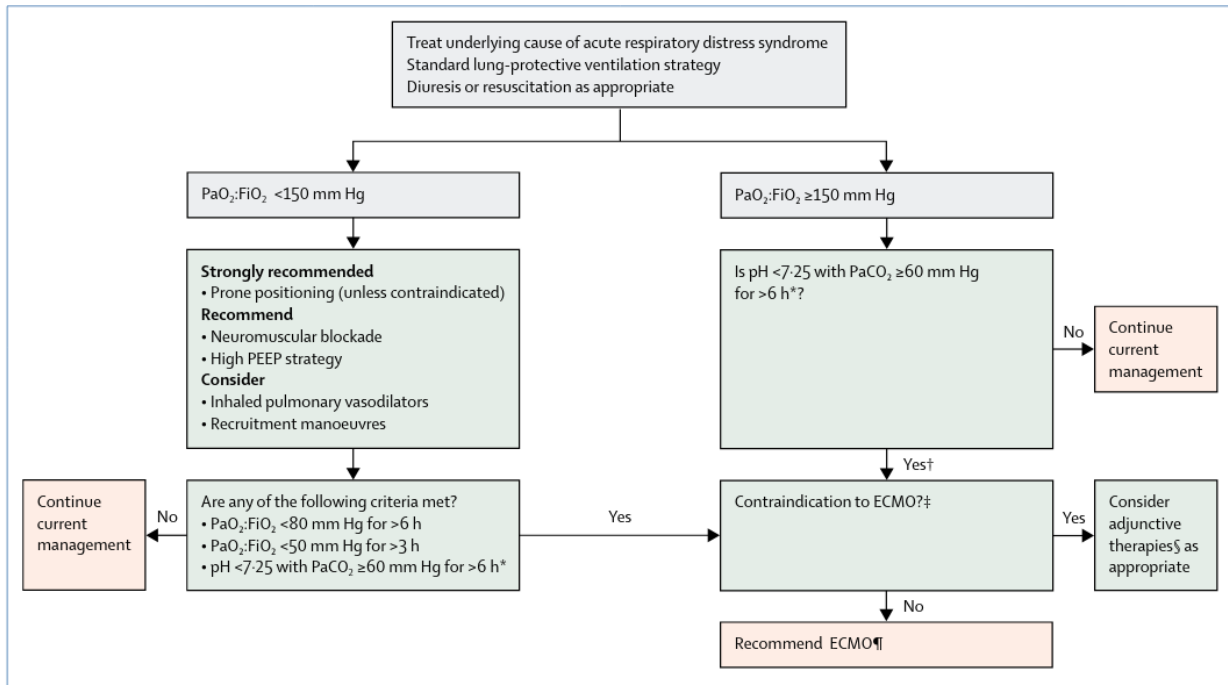 Treat underlying cause of acute respiratory distress syndrome
Standard lung-protective ventilation strategy
Diuresis or resuscitation as appropriate
PaO₂:FiO₂ <150 mm Hg
PaO₂:FiO₂ ≥150 mm Hg
Strongly recommended
• Prone positioning (unless contraindicated)
Recommend
• Neuromuscular blockade
• High PEEP strategy
Consider
• Inhaled pulmonary vasodilators
• Recruitment manoeuvres
Is pH <7·25 with PaCO₂ ≥60 mm Hg
for >6 h*?
No
Continue
current
management
Yes†
Continue
current
management
No
Are any of the following criteria met?
• PaO₂:FiO₂ <80 mm Hg for >6 h
• PaO₂:FiO₂ <50 mm Hg for >3 h
• pH <7·25 with PaCO₂ ≥60 mm Hg for >6 h*
Yes
Contraindication to ECMO?‡
Yes
Consider
adjunctive
therapies§ as
appropriate
No
Recommend ECMO¶